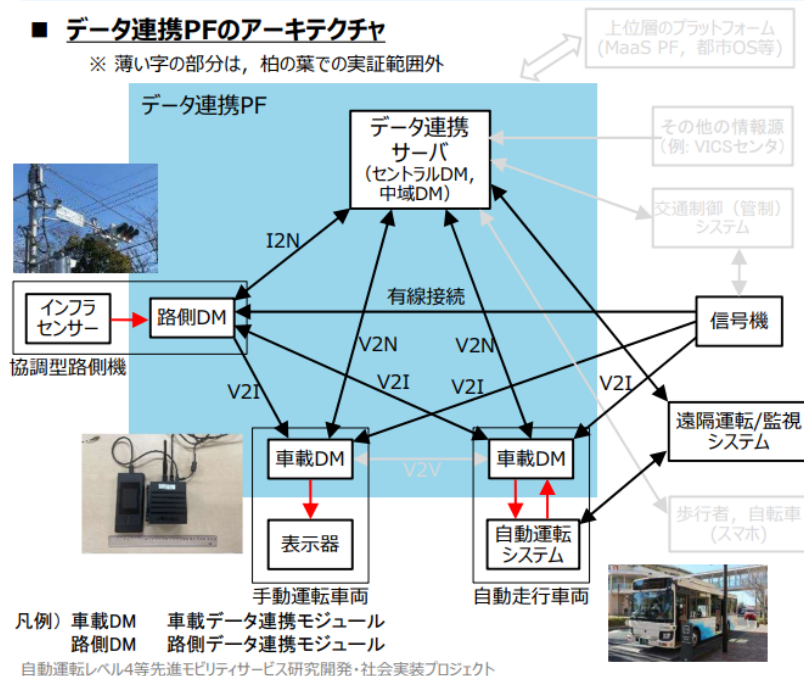 ■ データ連携PFのアーキテクチャ
※ 薄い字の部分は，柏の葉での実証範囲外
上位層のプラットフォーム
(MaaS PF，都市OS等)
データ連携PF
データ連携
サーバ
(セントラルDM，
中域DM)
その他の情報源
(例: VICSセンタ)
交通制御（管制）
システム
I2N
インフラ
センサー
路側DM
有線接続
信号機
協調型路側機
V2N
V2N
V2I
V2I
V2I
V2I
遠隔運転/監視
システム
車載DM
V2V
車載DM
歩行者，自転車
(スマホ)
表示器
自動運転
システム
手動運転車両
自動走行車両
凡例）車載DM 車載データ連携モジュール
路側DM 路側データ連携モジュール
自動運転レベル4等先進モビリティサービス研究開発・社会実装プロジェクト